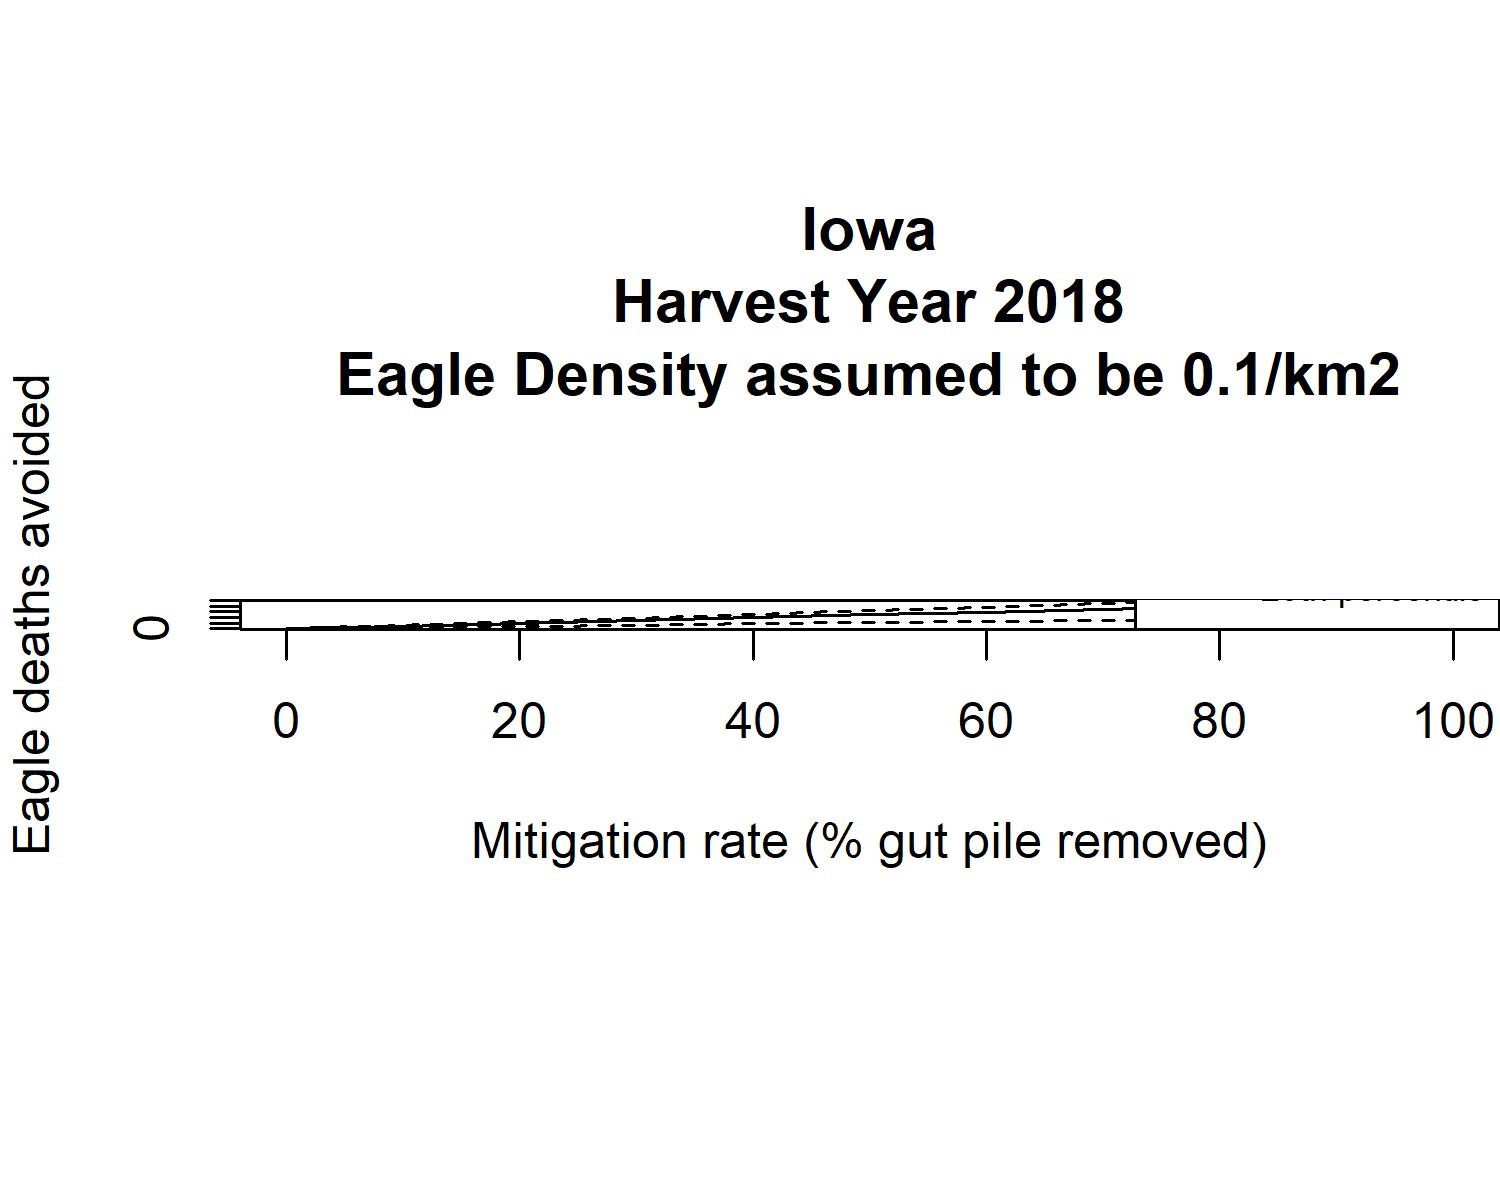 Iowa
Harvest Year 2018
Eagle Density assumed to be 0.1/km2
Eagle deaths avoided
0
0 20 40 60 80 100
Mitigation rate (% gut pile removed)